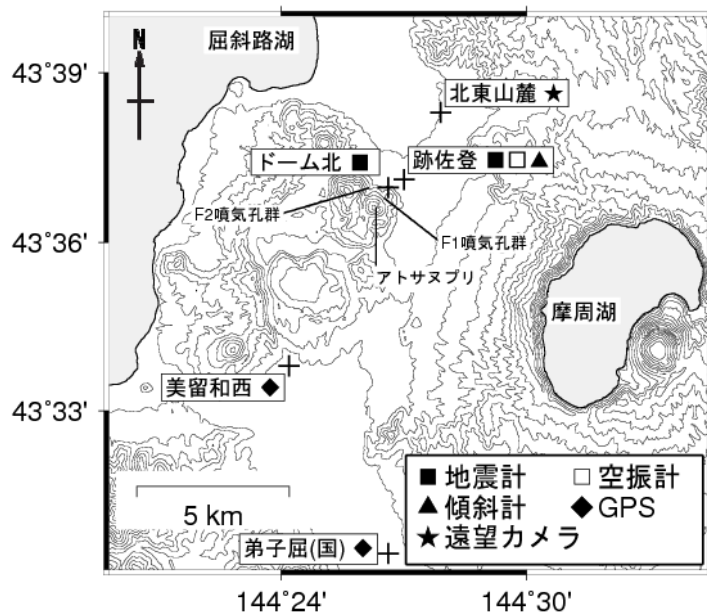 N
屈斜路湖
43°39'
北東山麓 ★
ドーム北 ■
跡佐登 ■□▲
F2噴気孔群
F1噴気孔群
43°36'
アトサヌプリ
摩周湖
美留和西 ◆
43°33'
■ 地震計 □ 空振計
▲ 傾斜計 ◆ GPS
★ 遠望カメラ
5 km
弟子屈(国) ◆
144°24' 144°30'